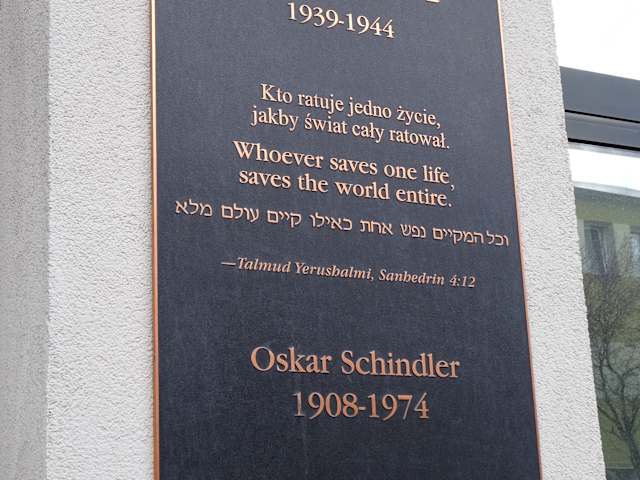 1939-1944
Kto ratuje jedno życie,
jakby świat cały ratował.
Whoever saves one life,
saves the world entire.
וכל המקיים נפש אחת כאילו קיים עולם מלא
—Talmud Yerushalmi, Sanhedrin 4:12
Oskar Schindler
1908-1974